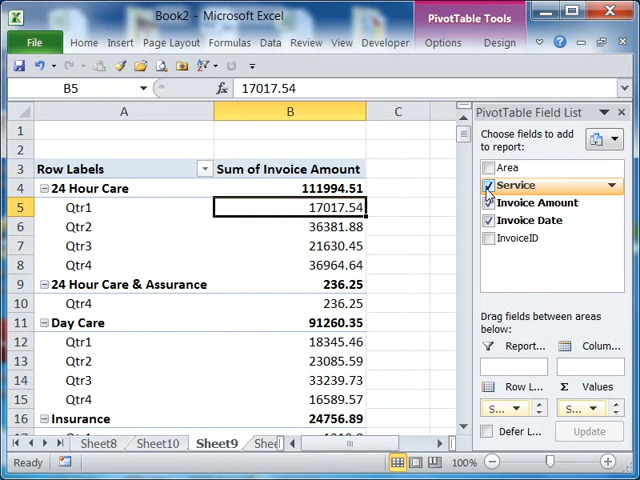 Book2 - Microsoft Excel
PivotTable Tools
File Home Insert Page Layout Formulas Data Review View Developer Options Design
B5 fx 17017.54
A B C
1
2
3 Row Labels Sum of Invoice Amount
4 24 Hour Care 111994.51
5 Qtr1 17017.54
6 Qtr2 36381.88
7 Qtr3 21630.45
8 Qtr4 36964.64
9 24 Hour Care & Assurance 236.25
10 Qtr4 236.25
11 Day Care 91260.35
12 Qtr1 18345.46
13 Qtr2 23085.59
14 Qtr3 33239.73
15 Qtr4 16589.57
16 Insurance 24756.89
PivotTable Field List
Choose fields to add
to report:
Area
Service
Invoice Amount
Invoice Date
InvoiceID
Drag fields between areas
below:
Report... Colum...
Row L... Σ Values
S... S...
Defer L... Update
Sheet8 Sheet10 Sheet9 Shee
Ready 100%